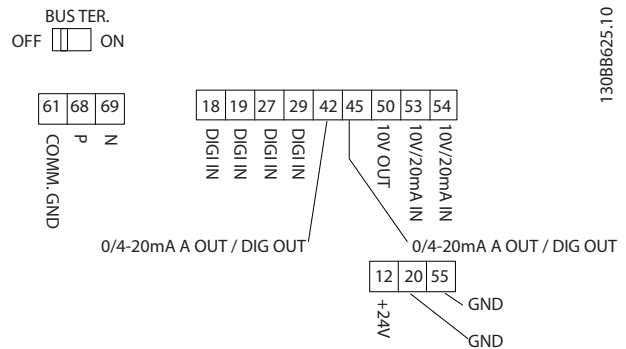 BUS TER.
OFF ON
130BB625.10
61 68 69
COMM. GND
P
N
18 19 27 29 42 45 50 53 54
DIGI IN
DIGI IN
DIGI IN
DIGI IN
10V OUT
10V/20mA IN
10V/20mA IN
0/4-20mA A OUT / DIG OUT
0/4-20mA A OUT / DIG OUT
12 20 55
+24V
GND
GND